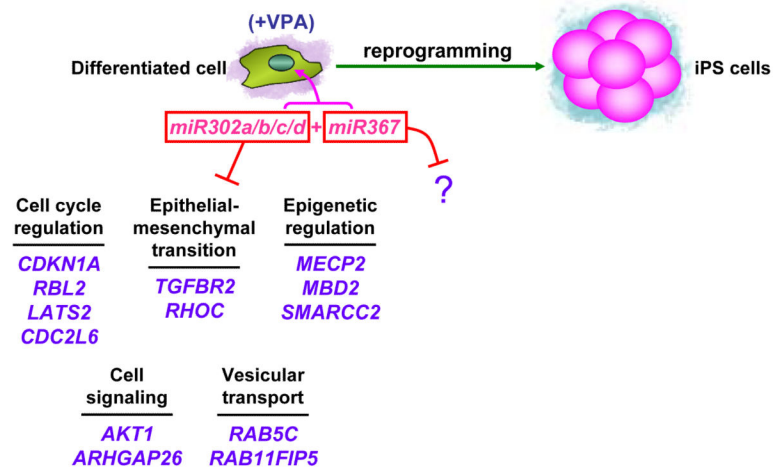 (+VPA)
Differentiated cell
reprogramming
iPS cells
miR302a/b/c/d + miR367
?
Cell cycle
regulation
CDKN1A
RBL2
LATS2
CDC2L6
Epithelial-
mesenchymal
transition
TGFBR2
RHOC
Epigenetic
regulation
MECP2
MBD2
SMARCC2
Cell
signaling
AKT1
ARHGAP26
Vesicular
transport
RAB5C
RAB11FIP5